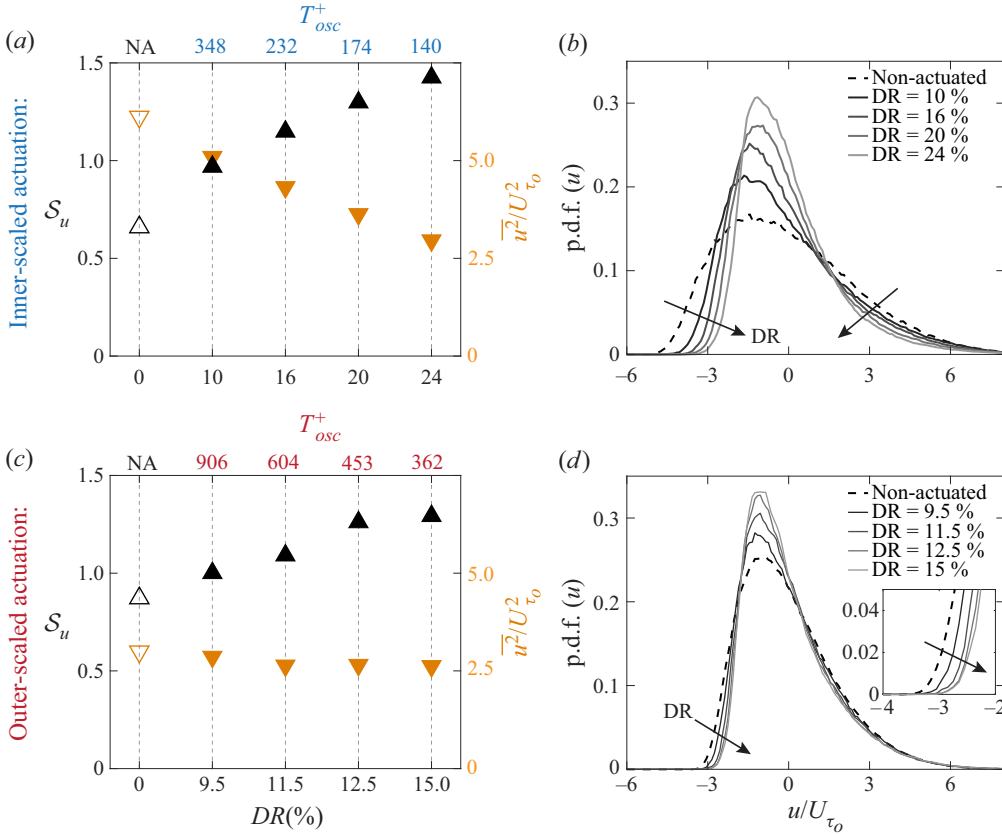 Inner-scaled actuation:
(a)
T+osc
NA 348 232 174 140
1.5
1.0
0.5
0
Su
5.0
2.5
0
u2/U2τo
0 10 16 20 24
(b)
Non-actuated
DR = 10 %
DR = 16 %
DR = 20 %
DR = 24 %
0.3
0.2
0.1
0
p.d.f. (u)
DR
−6 −3 0 3 6
Outer-scaled actuation:
(c)
T+osc
NA 906 604 453 362
1.5
1.0
0.5
0
Su
5.0
2.5
0
u2/U2τo
0 9.5 11.5 12.5 15.0
DR(%)
(d)
Non-actuated
DR = 9.5 %
DR = 11.5 %
DR = 12.5 %
DR = 15 %
0.3
0.2
0.1
0
p.d.f. (u)
DR
0.04
0.02
0
−4 −3 −2
−6 −3 0 3 6
u/Uτo